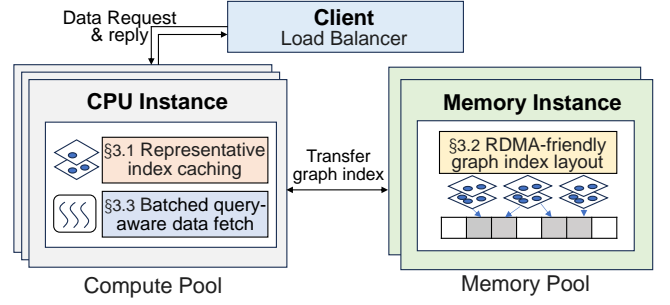 Data Request
& reply
Client
Load Balancer
CPU Instance
§3.1 Representative
index caching
§3.3 Batched query-
aware data fetch
Compute Pool
Transfer
graph index
Memory Instance
§3.2 RDMA-friendly
graph index layout
Memory Pool